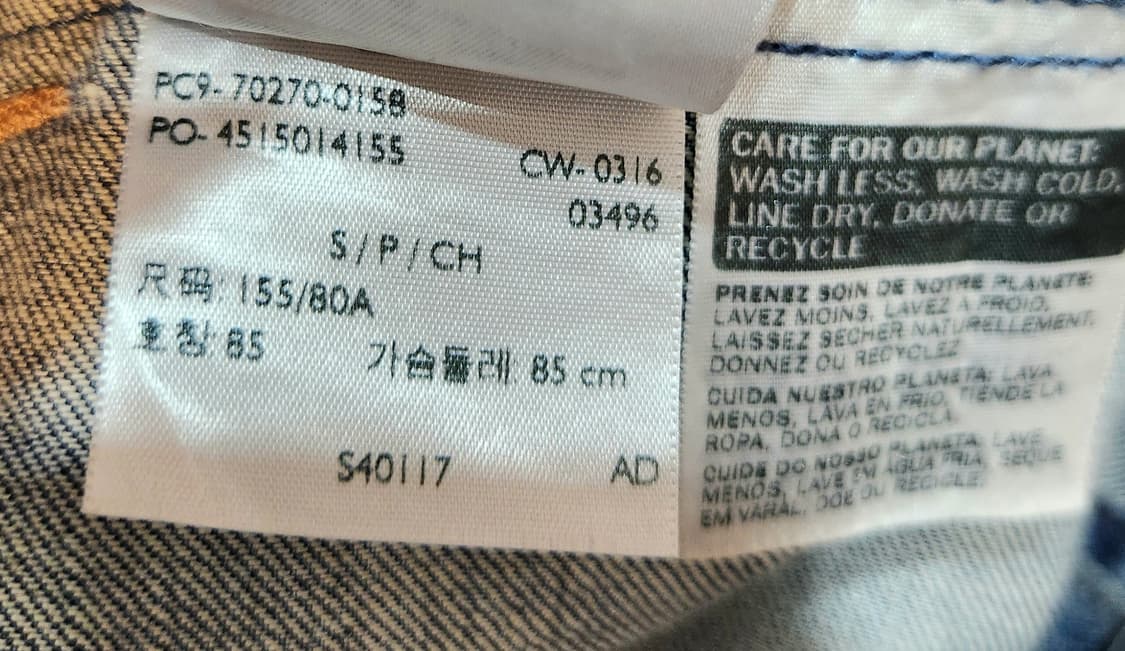 PC9- 70270-0158
PO- 4515014155
CW- 0316
03496
S / P / CH
尺码: 155/80A
호칭: 85 가슴둘레: 85 cm
S40117 AD
CARE FOR OUR PLANET:
WASH LESS, WASH COLD,
LINE DRY, DONATE OR
RECYCLE
PRENEZ SOIN DE NOTRE PLANETE:
LAVEZ MOINS, LAVEZ A FROID,
LAISSEZ SECHER NATURELLEMENT,
DONNEZ OU RECYCLEZ
CUIDA NUESTRO PLANETA: LAVA
MENOS, LAVA EN FRIO, TIENDE LA
ROPA, DONA O RECICLA.
CUIDE DO NOSSO PLANETA: LAVE
MENOS, LAVE EM AGUA FRIA, SEQUE
EM VARAL, DOE OU RECICLE.